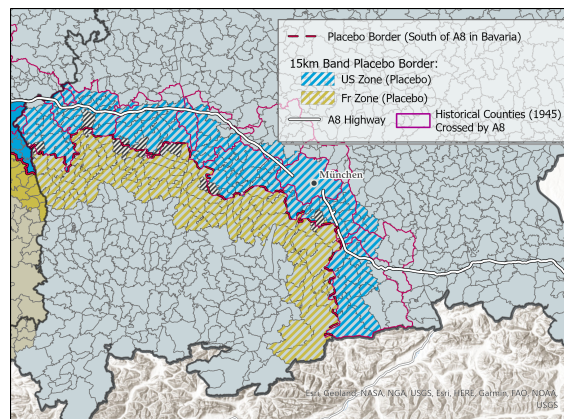 Placebo Border (South of A8 in Bavaria)
15km Band Placebo Border:
US Zone (Placebo)
Fr Zone (Placebo)
A8 Highway
Historical Counties (1945)
Crossed by A8
München
Esri, Geoland, NASA, NGA, USGS, Esri, HERE, Garmin, FAO, NOAA,
USGS